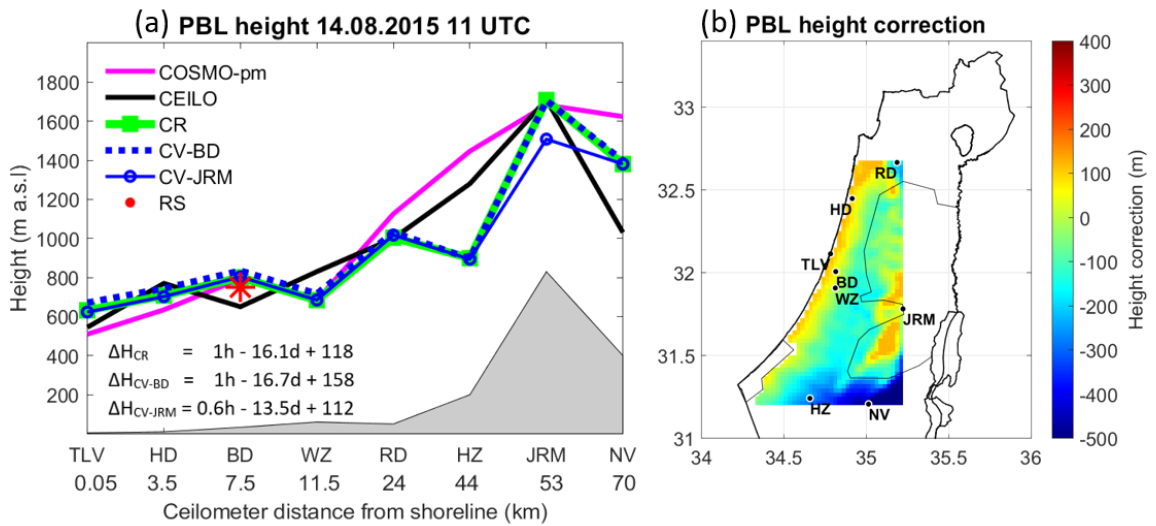 (a) PBL height 14.08.2015 11 UTC
Height (m a.s.l)
1800
1600
1400
1200
1000
800
600
400
200
COSMO-pm
CEILO
CR
CV-BD
CV-JRM
RS
ΔH_CR = 1h - 16.1d + 118
ΔH_CV-BD = 1h - 16.7d + 158
ΔH_CV-JRM = 0.6h - 13.5d + 112
TLV HD BD WZ RD HZ JRM NV
0.05 3.5 7.5 11.5 24 44 53 70
Ceilometer distance from shoreline (km)
(b) PBL height correction
33
32.5
32
31.5
31
RD
HD
TLV
BD
WZ
JRM
HZ
NV
34 34.5 35 35.5 36
400
300
200
100
0
-100
-200
-300
-400
-500
Height correction (m)